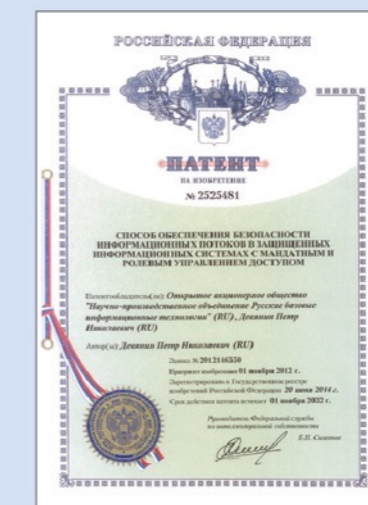 РОССИЙСКАЯ ФЕДЕРАЦИЯ
ПАТЕНТ
НА ИЗОБРЕТЕНИЕ
№ 2525481
СПОСОБ ОБЕСПЕЧЕНИЯ БЕЗОПАСНОСТИ
ИНФОРМАЦИОННЫХ ПОТОКОВ В ЗАЩИЩЕННЫХ
ИНФОРМАЦИОННЫХ СИСТЕМАХ С МАНДАТНЫМ И
РОЛЕВЫМ УПРАВЛЕНИЕМ ДОСТУПОМ
Патентообладатель(ли): Открытое акционерное общество
"Научно-производственное объединение Русские базовые
информационные технологии" (RU), Девянин Петр
Николаевич (RU)
Автор(ы): Девянин Петр Николаевич (RU)
Заявка № 2012146550
Приоритет изобретения 01 ноября 2012 г.
Зарегистрировано в Государственном реестре
изобретений Российской Федерации 20 июня 2014 г.
Срок действия патента истекает 01 ноября 2032 г.
Руководитель Федеральной службы
по интеллектуальной собственности
Б.П. Симонов